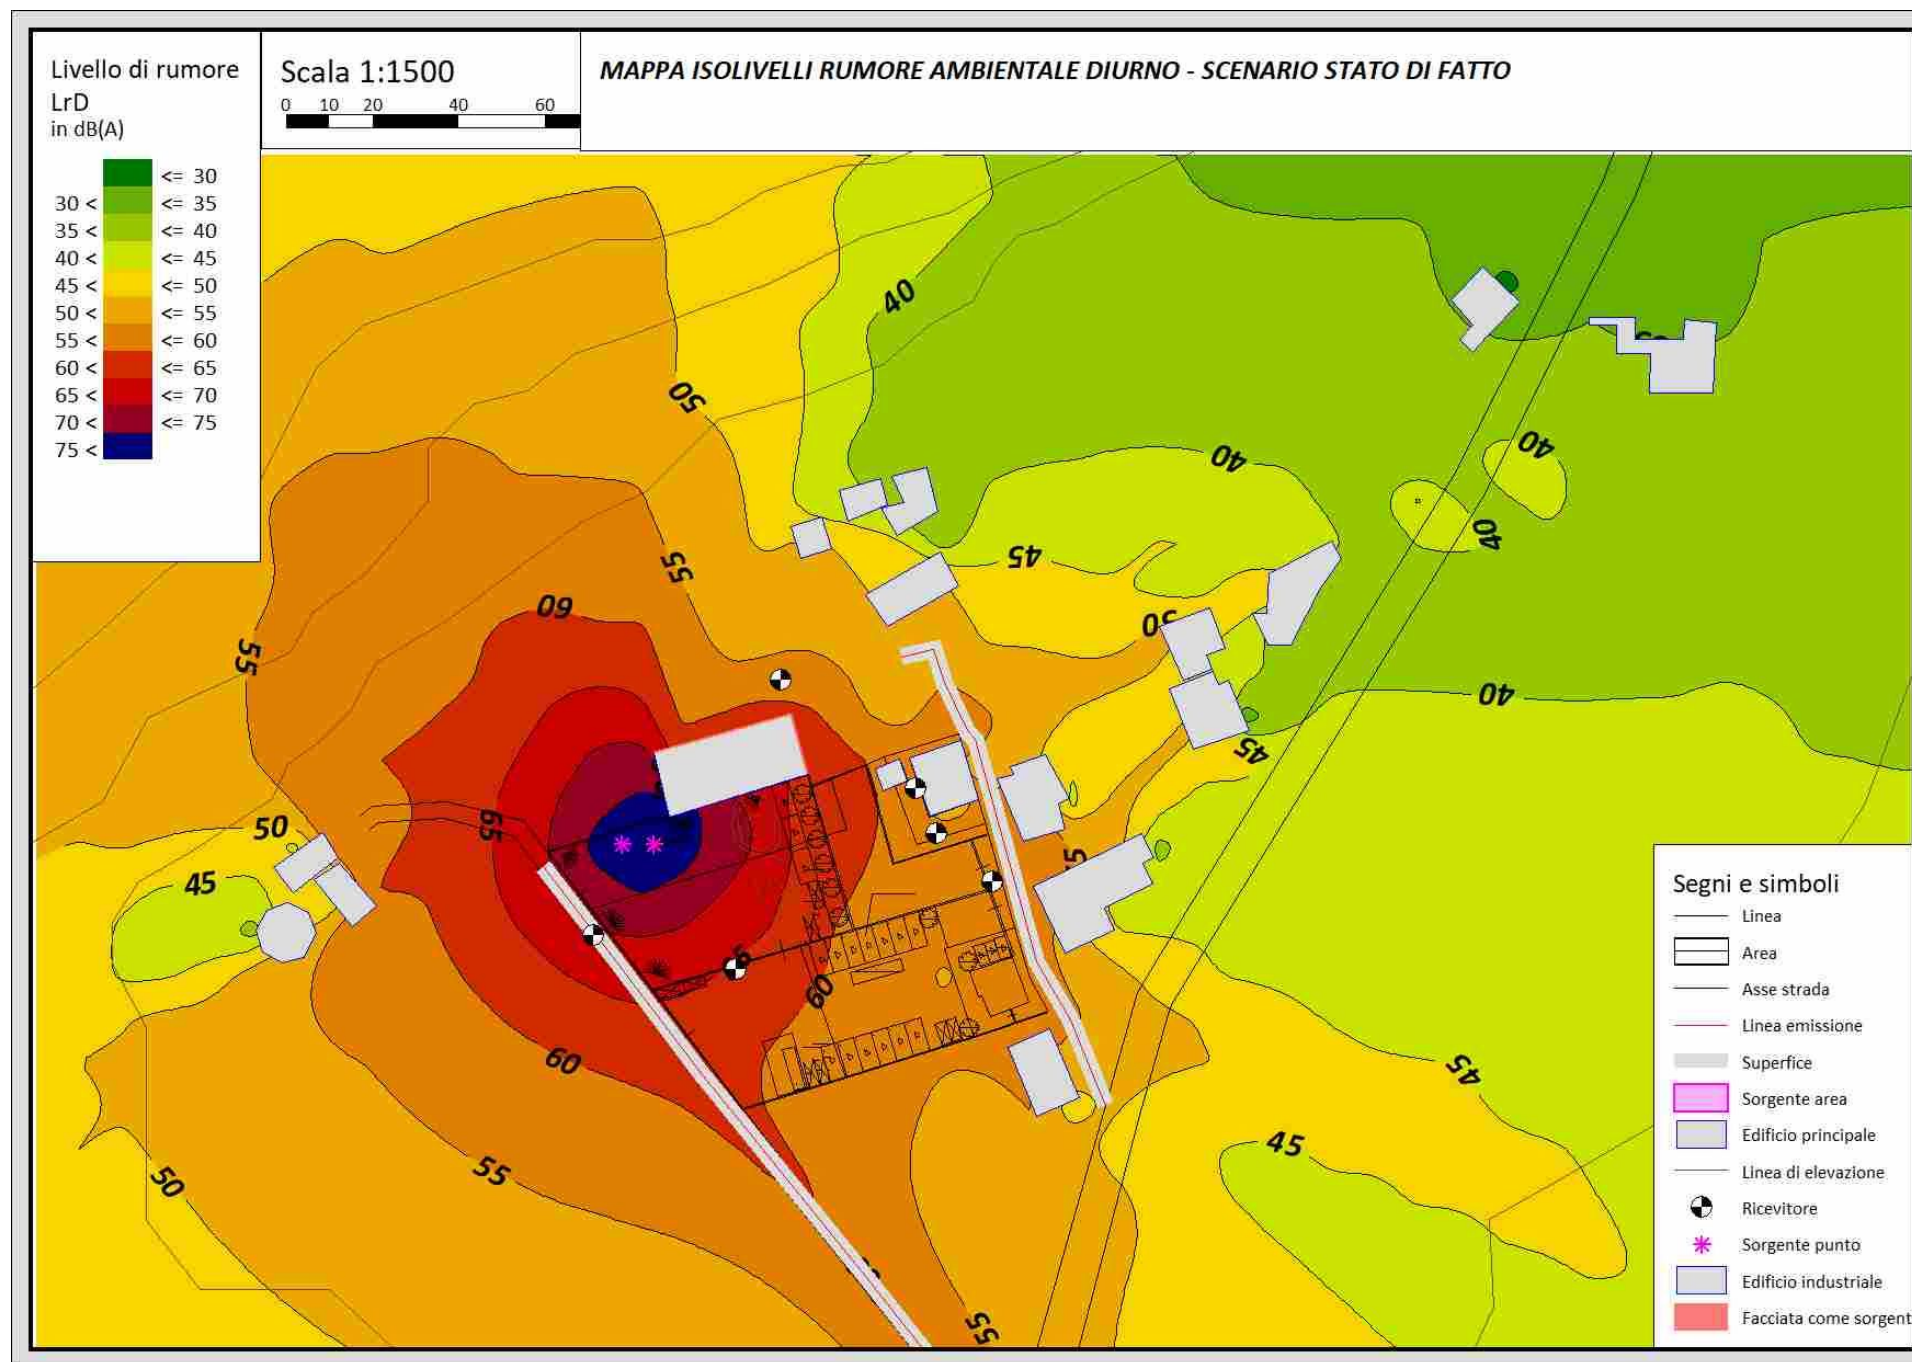 Livello di rumore
LrD
in dB(A)
<= 30
30 < <= 35
35 < <= 40
40 < <= 45
45 < <= 50
50 < <= 55
55 < <= 60
60 < <= 65
65 < <= 70
70 < <= 75
75 <
Scala 1:1500
0 10 20 40 60
MAPPA ISOLIVELLI RUMORE AMBIENTALE DIURNO - SCENARIO STATO DI FATTO
40
50
40
40
40
55
45
60
50
55
40
45
50
65
45
60
60
45
45
55
50
55
Segni e simboli
Linea
Area
Asse strada
Linea emissione
Superfice
Sorgente area
Edificio principale
Linea di elevazione
Ricevitore
Sorgente punto
Edificio industriale
Facciata come sorgent